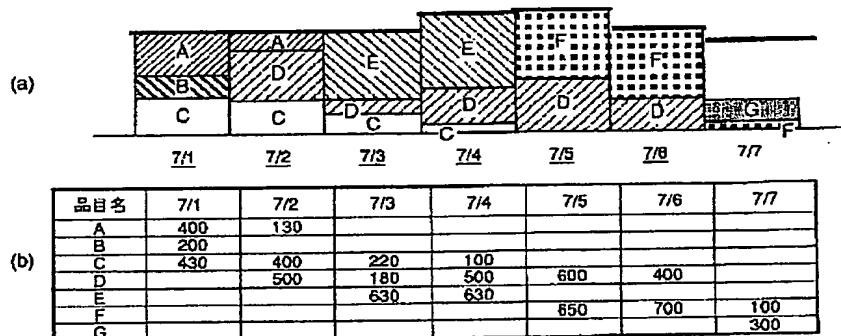 (a)
A A E E F F
B D D D D D G
C C C C F
7/1 7/2 7/3 7/4 7/5 7/6 7/7
(b)
品目名 7/1 7/2 7/3 7/4 7/5 7/6 7/7
A 400 130
B 200
C 430 400 220 100
D 500 180 500 600 400
E 630 630
F 650 700 100
G 300